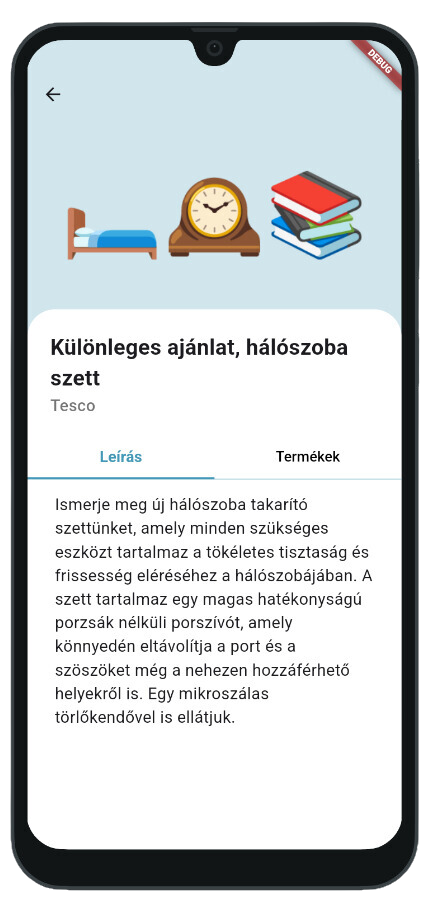 DEBUG
Különleges ajánlat, hálószoba
szett
Tesco
Leírás
Termékek
Ismerje meg új hálószoba takarító
szettünket, amely minden szükséges
eszközt tartalmaz a tökéletes tisztaság és
frissesség eléréséhez a hálószobájában. A
szett tartalmaz egy magas hatékonyságú
porzsák nélküli porszívót, amely
könnyedén eltávolítja a port és a
szöszöket még a nehezen hozzáférhető
helyekről is. Egy mikroszálas
törlőkendővel is ellátjuk.